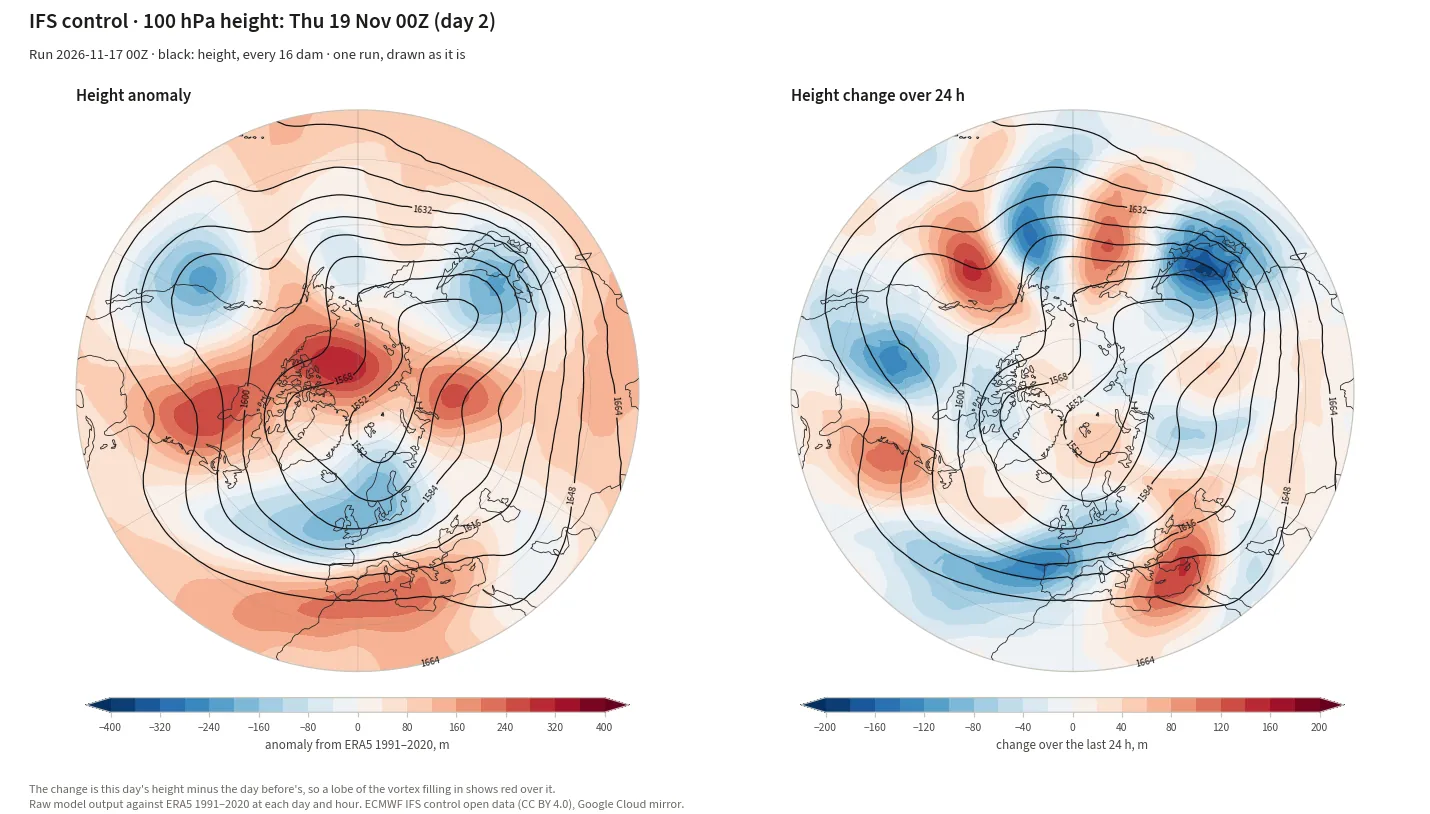 IFS control · 100 hPa height: Thu 19 Nov 00Z (day 2)
Run 2026-11-17 00Z · black: height, every 16 dam · one run, drawn as it is
Height anomaly
Height change over 24 h
1632
1568
1600
1552
1552
1584
1616
1648
1664
1664
1632
1568
1600
1552
1552
1584
1616
1648
1664
1664
−400 −320 −240 −160 −80 0 80 160 240 320 400
anomaly from ERA5 1991–2020, m
−200 −160 −120 −80 −40 0 40 80 120 160 200
change over the last 24 h, m
The change is this day's height minus the day before's, so a lobe of the vortex filling in shows red over it.
Raw model output against ERA5 1991–2020 at each day and hour. ECMWF IFS control open data (CC BY 4.0), Google Cloud mirror.